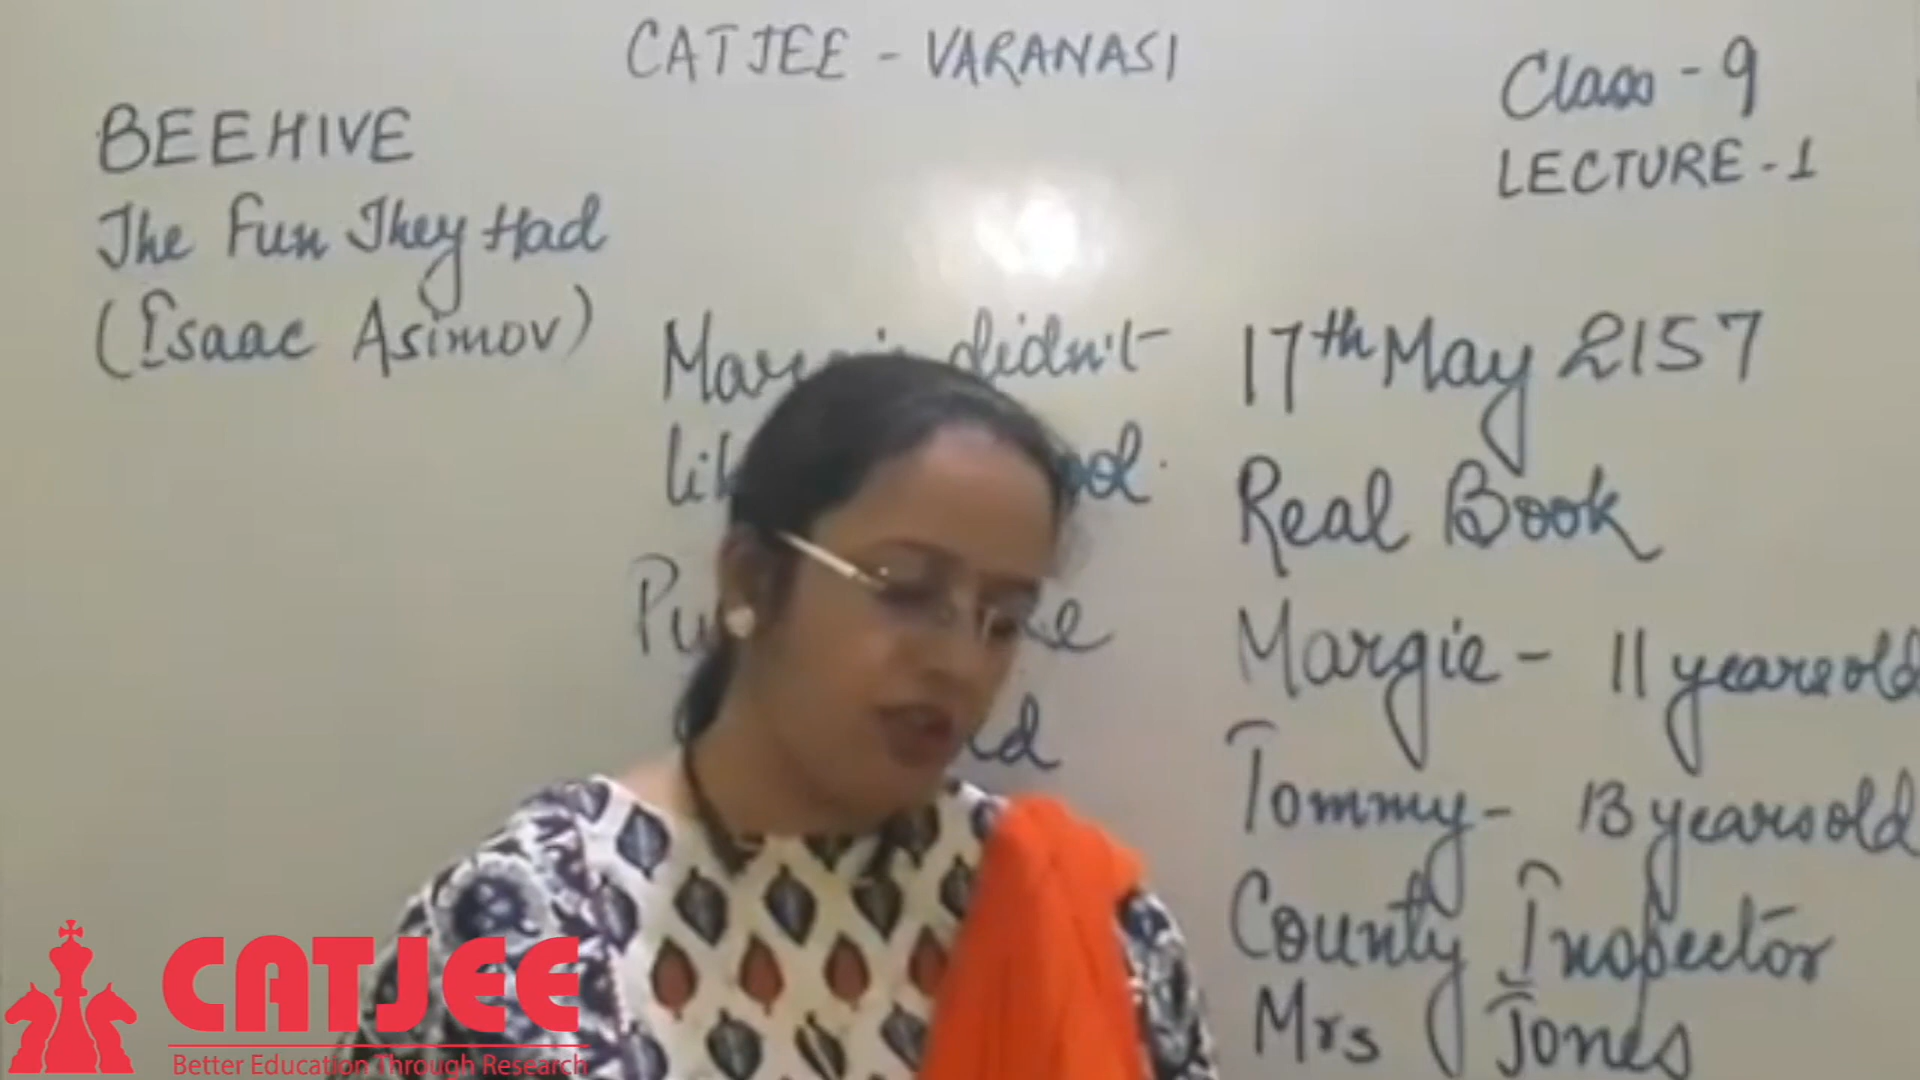 CATJEE - VARANASI
Class - 9
LECTURE - 1
BEEHIVE
The Fun They Had
(Isaac Asimov)
didn't
17th May 2157
Real Book
Margie - 11 years old
Tommy - 13 years old
County Inspector
Mrs Jones
CATJEE
Better Education Through Research